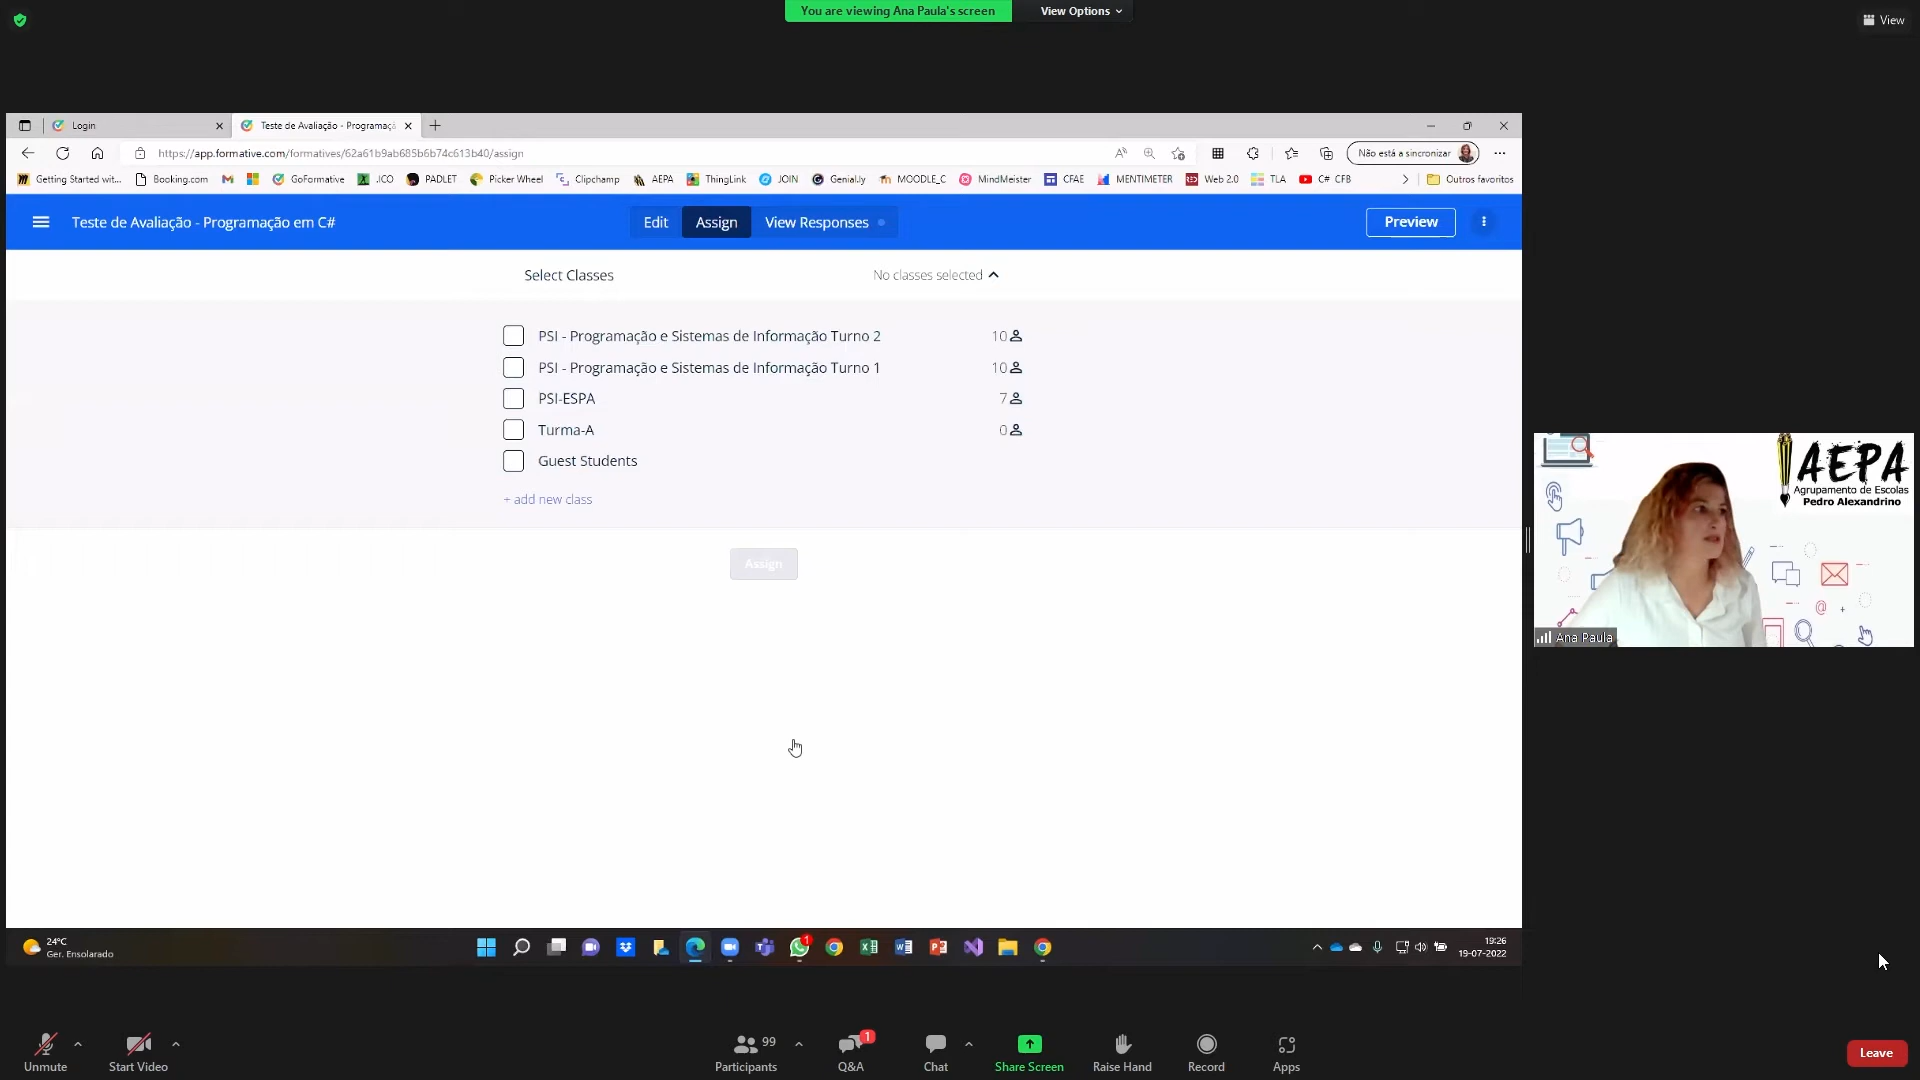 You are viewing Ana Paula's screen
View Options
View
Login
Teste de Avaliação - Programaçã
https://app.formative.com/formatives/62a61b9ab685b6b74c613b40/assign
Não está a sincronizar
Getting Started wit...
Booking.com
GoFormative
.ICO
PADLET
Picker Wheel
Clipchamp
AEPA
ThingLink
JOIN
Genial.ly
MOODLE_C
MindMeister
CFAE
MENTIMETER
Web 2.0
TLA
C# CFB
Outros favoritos
Teste de Avaliação - Programação em C#
Edit
Assign
View Responses
Preview
Select Classes
No classes selected
PSI - Programação e Sistemas de Informação Turno 2 10
PSI - Programação e Sistemas de Informação Turno 1 10
PSI-ESPA 7
Turma-A 0
Guest Students
+ add new class
Assign
AEPA
Agrupamento de Escolas
Pedro Alexandrino
Ana Paula
24°C
Ger. Ensolarado
1
19:26
19-07-2022
Unmute
Start Video
99
Participants
1
Q&A
Chat
Share Screen
Raise Hand
Record
Apps
Leave